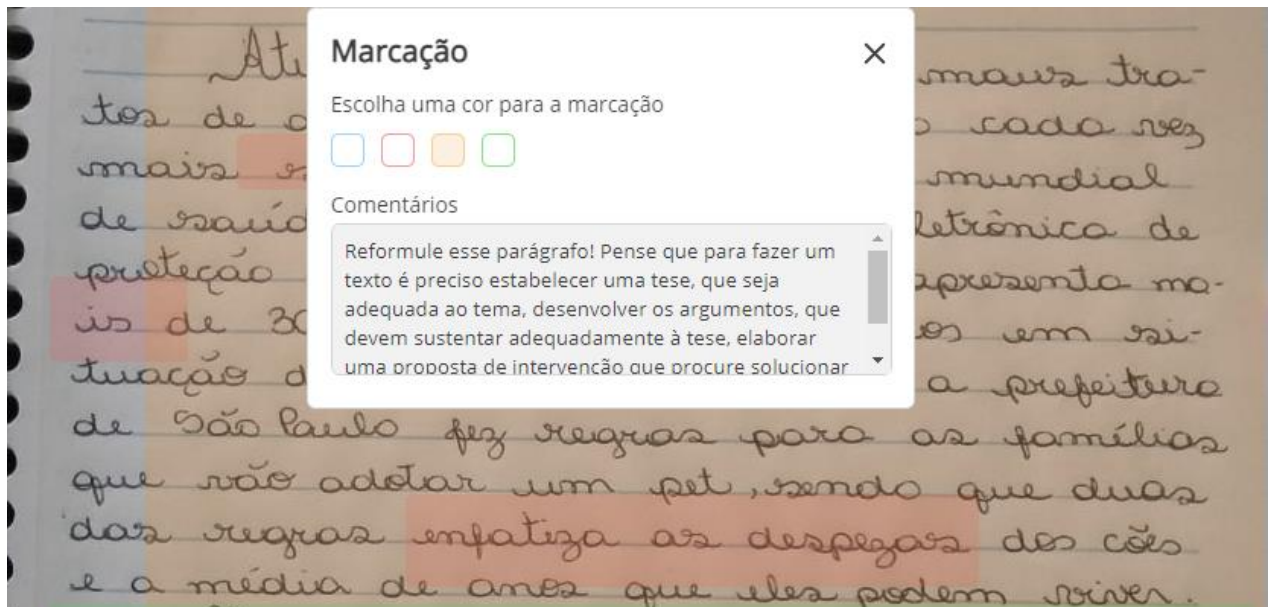 Marcação
Escolha uma cor para a marcação
Comentários
Reformule esse parágrafo! Pense que para fazer um
texto é preciso estabelecer uma tese, que seja
adequada ao tema, desenvolver os argumentos, que
devem sustentar adequadamente à tese, elaborar
uma proposta de intervenção que procure solucionar
maus tra-
tos de cada vez
mais mundial
de eletrônica de
proteção apresenta ma-
is de 30 em si-
tuação a prefeitura
de São Paulo fez regras para as famílias
que vão adotar um pet, sendo que duas
das regras enfatiza as despezas dos cães
e a média de anos que eles podem viver.